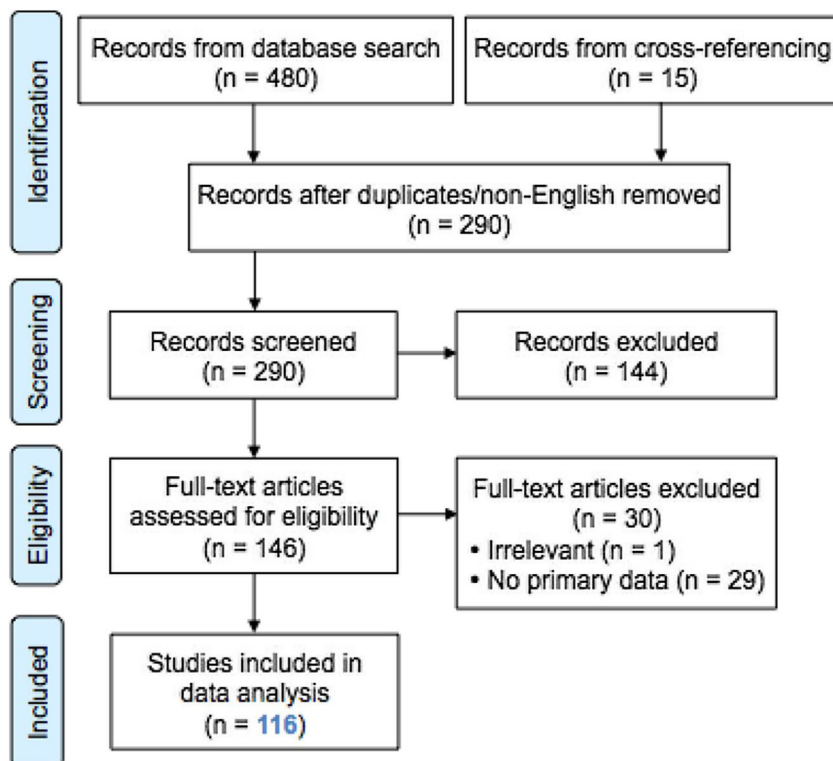 Identification
Records from database search
(n = 480)
Records from cross-referencing
(n = 15)
Records after duplicates/non-English removed
(n = 290)
Screening
Records screened
(n = 290)
Records excluded
(n = 144)
Eligibility
Full-text articles
assessed for eligibility
(n = 146)
Full-text articles excluded
(n = 30)
• Irrelevant (n = 1)
• No primary data (n = 29)
Included
Studies included in
data analysis
(n = 116)